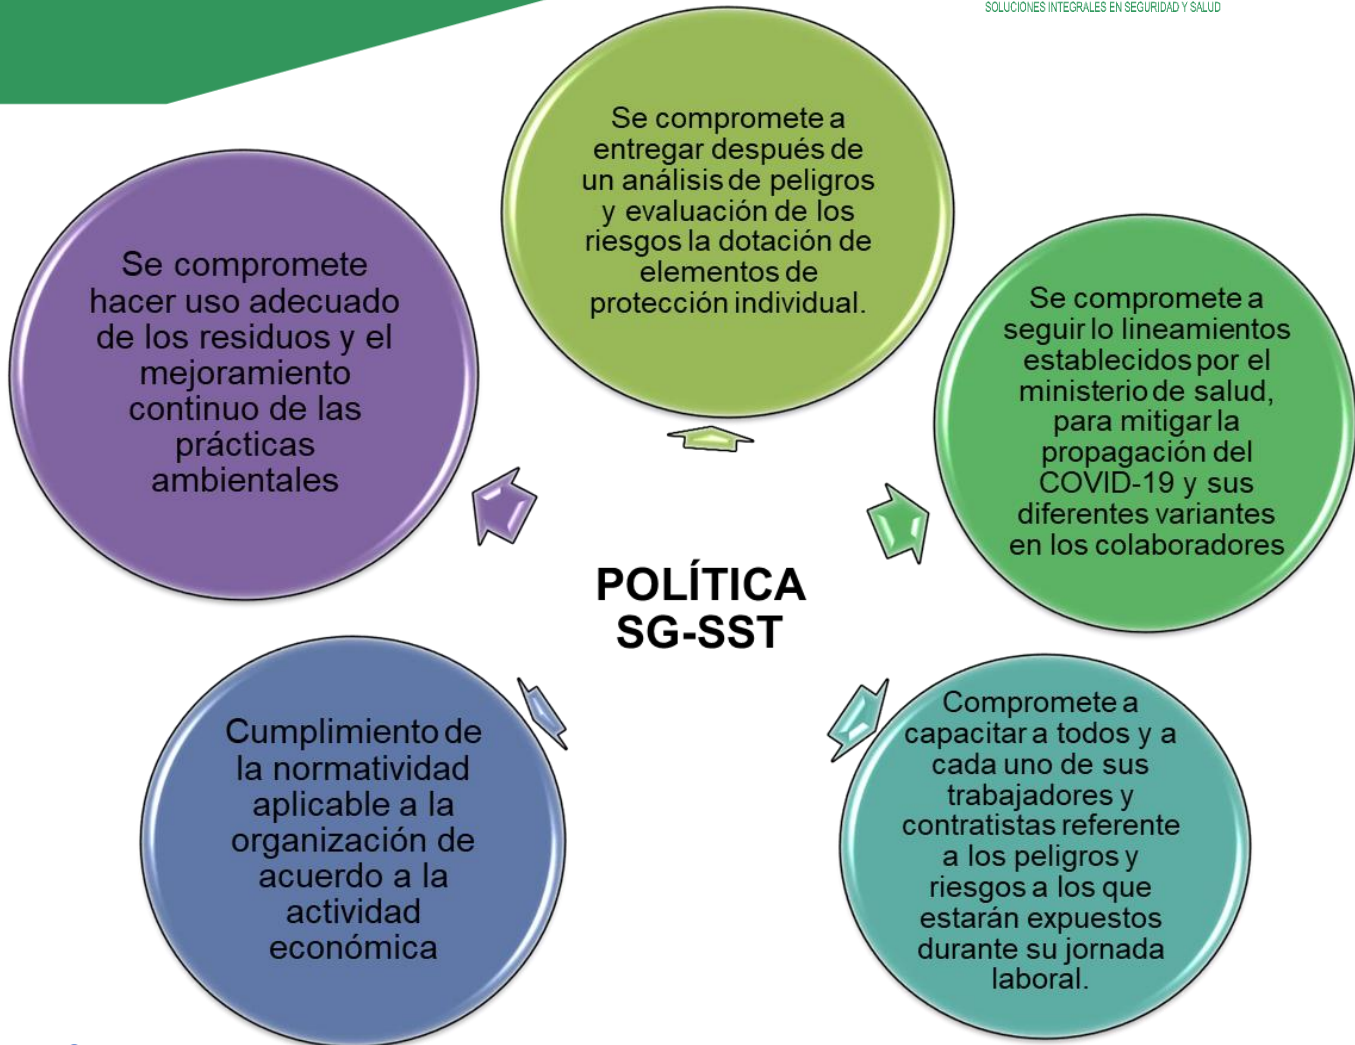 SOLUCIONES INTEGRALES EN SEGURIDAD Y SALUD
Se compromete a
entregar después de
un análisis de peligros
y evaluación de los
riesgos la dotación de
elementos de
protección individual.
Se compromete a
seguir lo lineamientos
establecidos por el
ministerio de salud,
para mitigar la
propagación del
COVID-19 y sus
diferentes variantes
en los colaboradores
Compromete a
capacitar a todos y a
cada uno de sus
trabajadores y
contratistas referente
a los peligros y
riesgos a los que
estarán expuestos
durante su jornada
laboral.
Cumplimiento de
la normatividad
aplicable a la
organización de
acuerdo a la
actividad
económica
Se compromete
hacer uso adecuado
de los residuos y el
mejoramiento
continuo de las
prácticas
ambientales
POLÍTICA
SG-SST